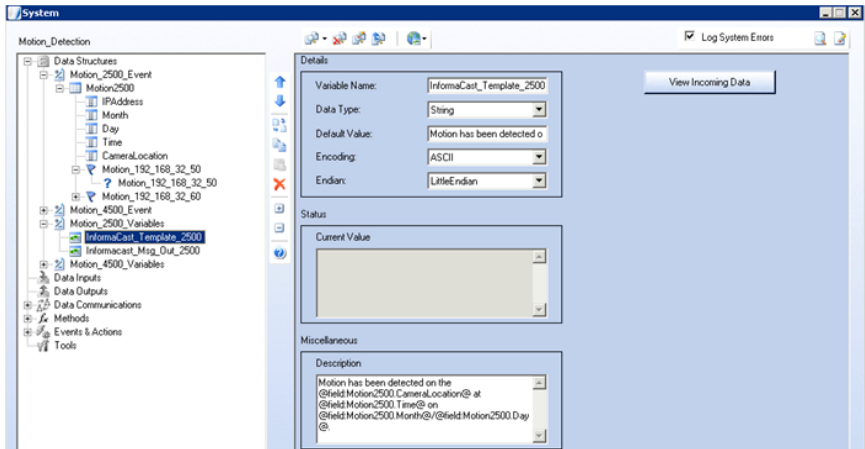 System
Motion_Detection
Log System Errors
Data Structures
Motion_2500_Event
Motion2500
IPAddress
Month
Day
Time
CameraLocation
Motion_192_168_32_50
? Motion_192_168_32_50
Motion_192_168_32_60
Motion_4500_Event
Motion_2500_Variables
InformaCast_Template_2500
Informacast_Msg_Out_2500
Motion_4500_Variables
Data Inputs
Data Outputs
Data Communications
Methods
Events & Actions
Tools
Details
Variable Name: InformaCast_Template_2500
Data Type: String
Default Value: Motion has been detected o
Encoding: ASCII
Endian: LittleEndian
View Incoming Data
Status
Current Value
Miscellaneous
Description
Motion has been detected on the
@field:Motion2500.CameraLocation@ at
@field:Motion2500.Time@ on
@field:Motion2500.Month@/@field:Motion2500.Day
@.